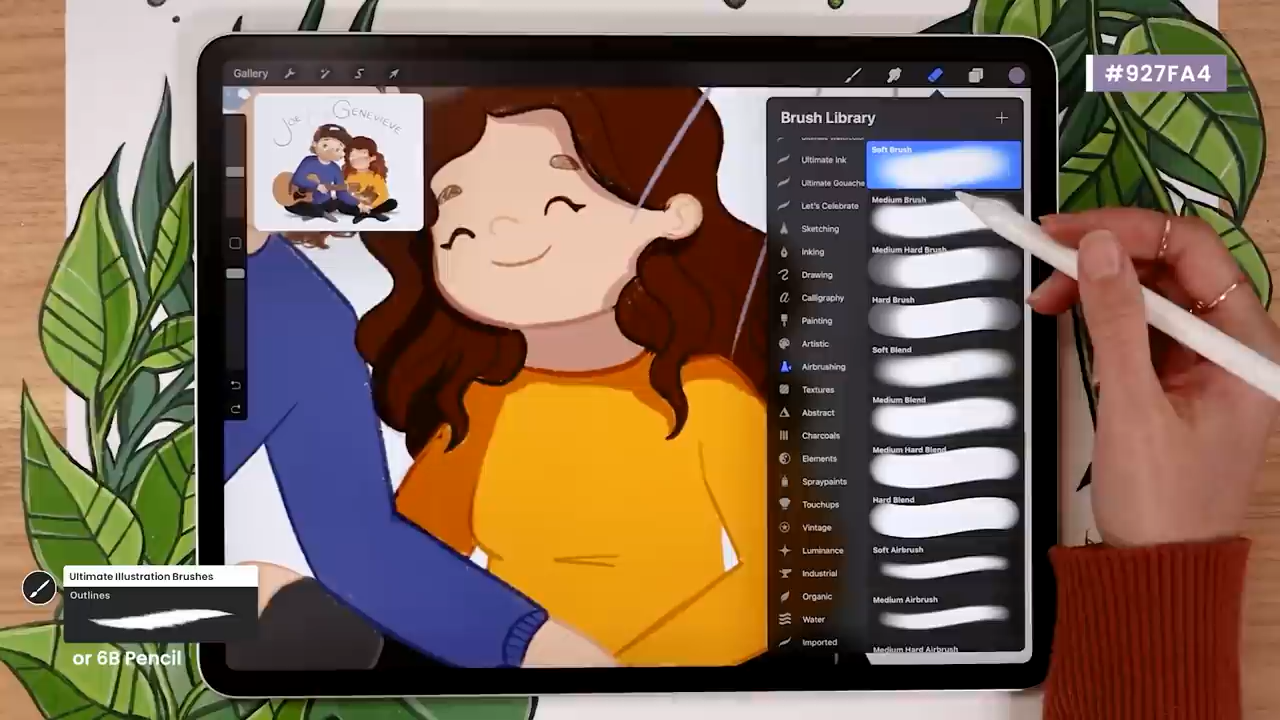 #927FA4
Gallery
JOE & GENEVIEVE
Brush Library
Ultimate Ink
Ultimate Gouache
Let's Celebrate
Sketching
Inking
Drawing
Calligraphy
Painting
Artistic
Airbrushing
Textures
Abstract
Charcoals
Elements
Spraypaints
Touchups
Vintage
Luminance
Industrial
Organic
Water
Imported
Soft Brush
Medium Brush
Medium Hard Brush
Hard Brush
Soft Blend
Medium Blend
Medium Hard Blend
Hard Blend
Soft Airbrush
Medium Airbrush
Medium Hard Airbrush
Ultimate Illustration Brushes
Outlines
or 6B Pencil